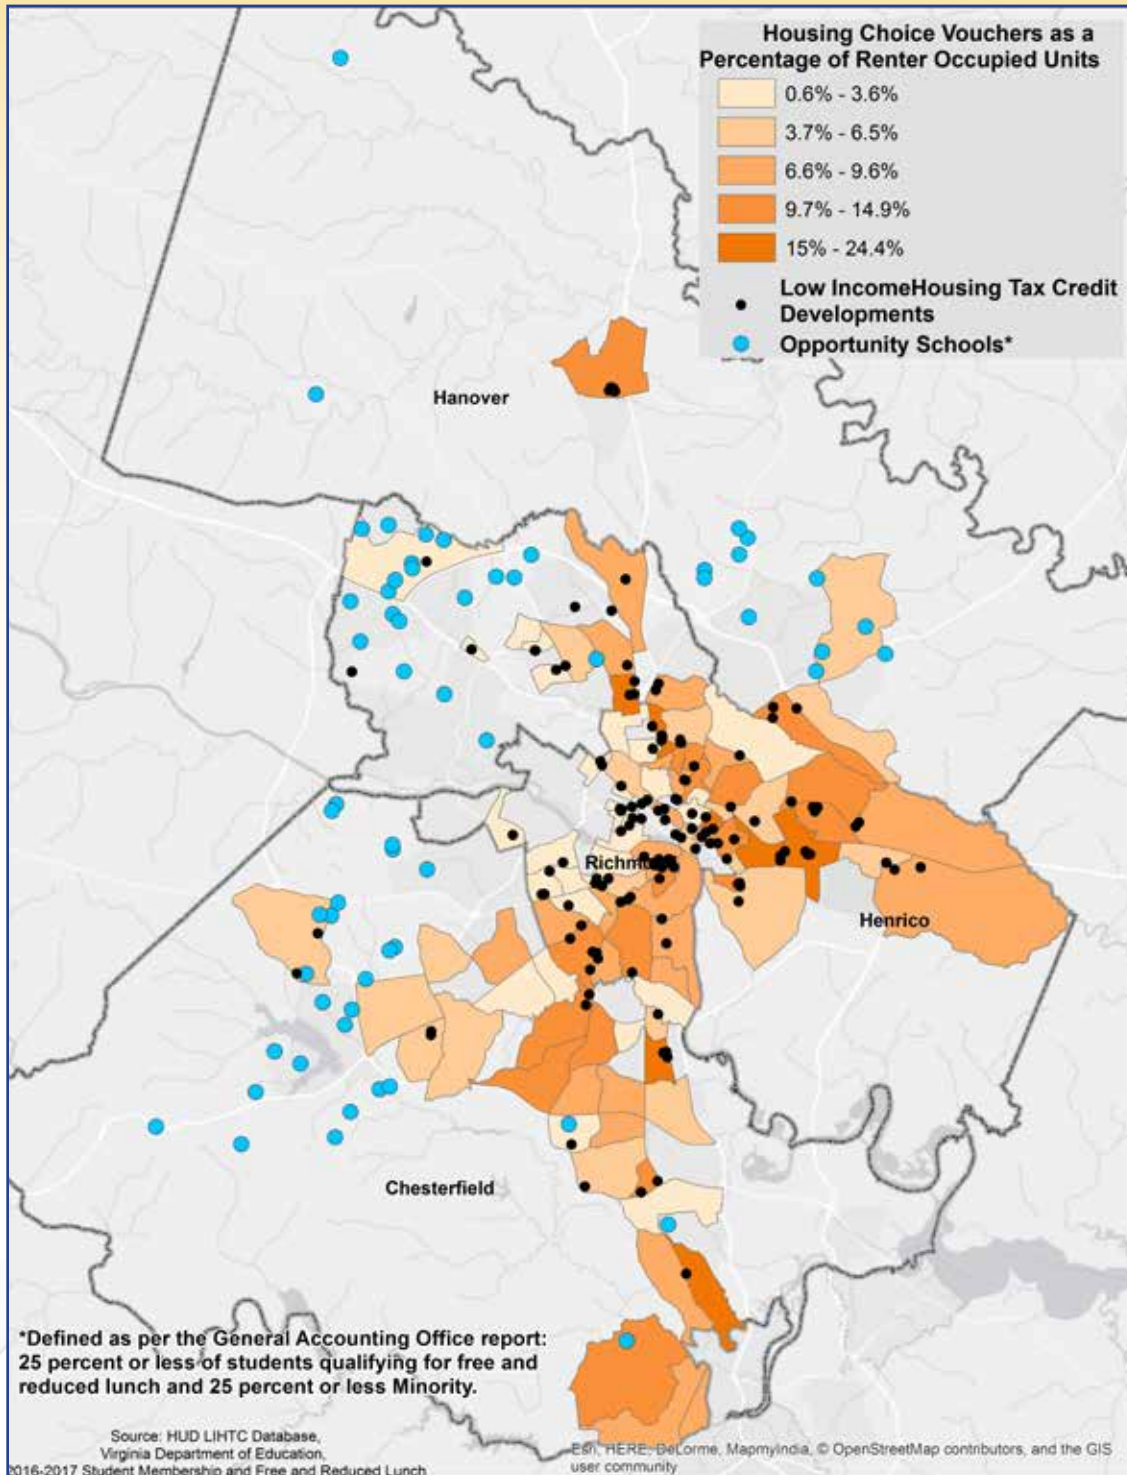 Housing Choice Vouchers as a
Percentage of Renter Occupied Units
0.6% - 3.6%
3.7% - 6.5%
6.6% - 9.6%
9.7% - 14.9%
15% - 24.4%
Low IncomeHousing Tax Credit
Developments
Opportunity Schools*
Hanover
Richm
Henrico
Chesterfield
*Defined as per the General Accounting Office report:
25 percent or less of students qualifying for free and
reduced lunch and 25 percent or less Minority.
Source: HUD LIHTC Database,
Virginia Department of Education,
2016-2017 Student Membership and Free and Reduced Lunch
Esri, HERE, DeLorme, MapmyIndia, © OpenStreetMap contributors, and the GIS
user community